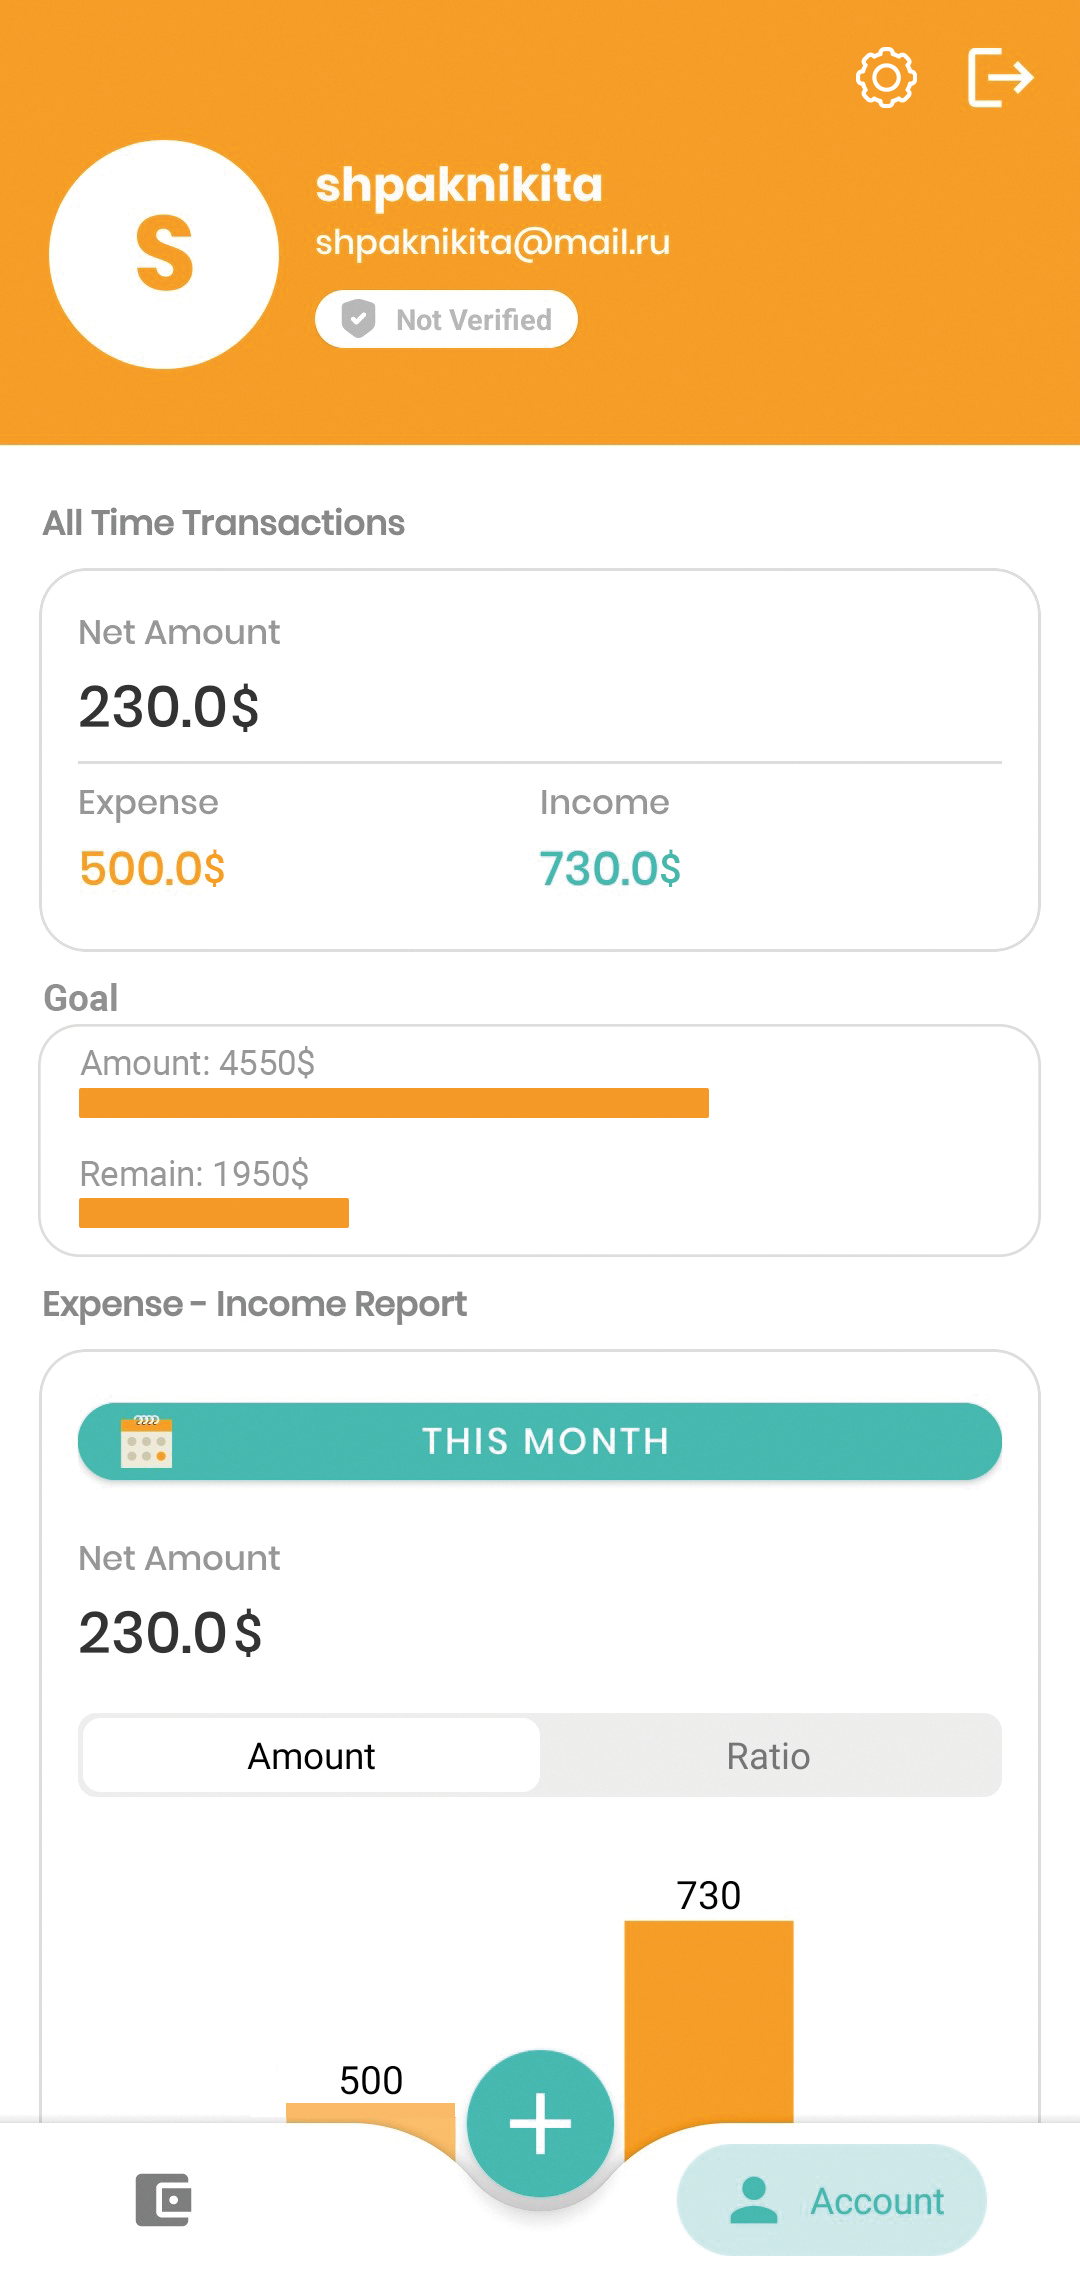 S
shpaknikita
shpaknikita@mail.ru
Not Verified
All Time Transactions
Net Amount
230.0$
Expense Income
500.0$ 730.0$
Goal
Amount: 4550$
Remain: 1950$
Expense - Income Report
THIS MONTH
Net Amount
230.0$
Amount Ratio
730
500
Account